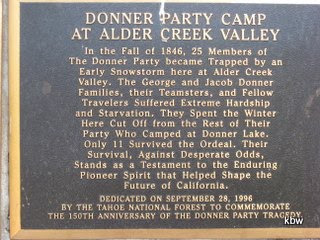 DONNER PARTY CAMP
AT ALDER CREEK VALLEY
In the Fall of 1846, 25 Members of
The Donner Party became Trapped by an
Early Snowstorm here at Alder Creek
Valley. The George and Jacob Donner
Families, their Teamsters, and Fellow
Travelers Suffered Extreme Hardship
and Starvation. They Spent the Winter
Here Cut Off from the Rest of Their
Party Who Camped at Donner Lake.
Only 11 Survived the Ordeal. Their
Survival, Against Desperate Odds,
Stands as a Testament to the Enduring
Pioneer Spirit that Helped Shape the
Future of California.
DEDICATED ON SEPTEMBER 28, 1996
BY THE TAHOE NATIONAL FOREST TO COMMEMORATE
THE 150TH ANNIVERSARY OF THE DONNER PARTY TRAGEDY
kbw